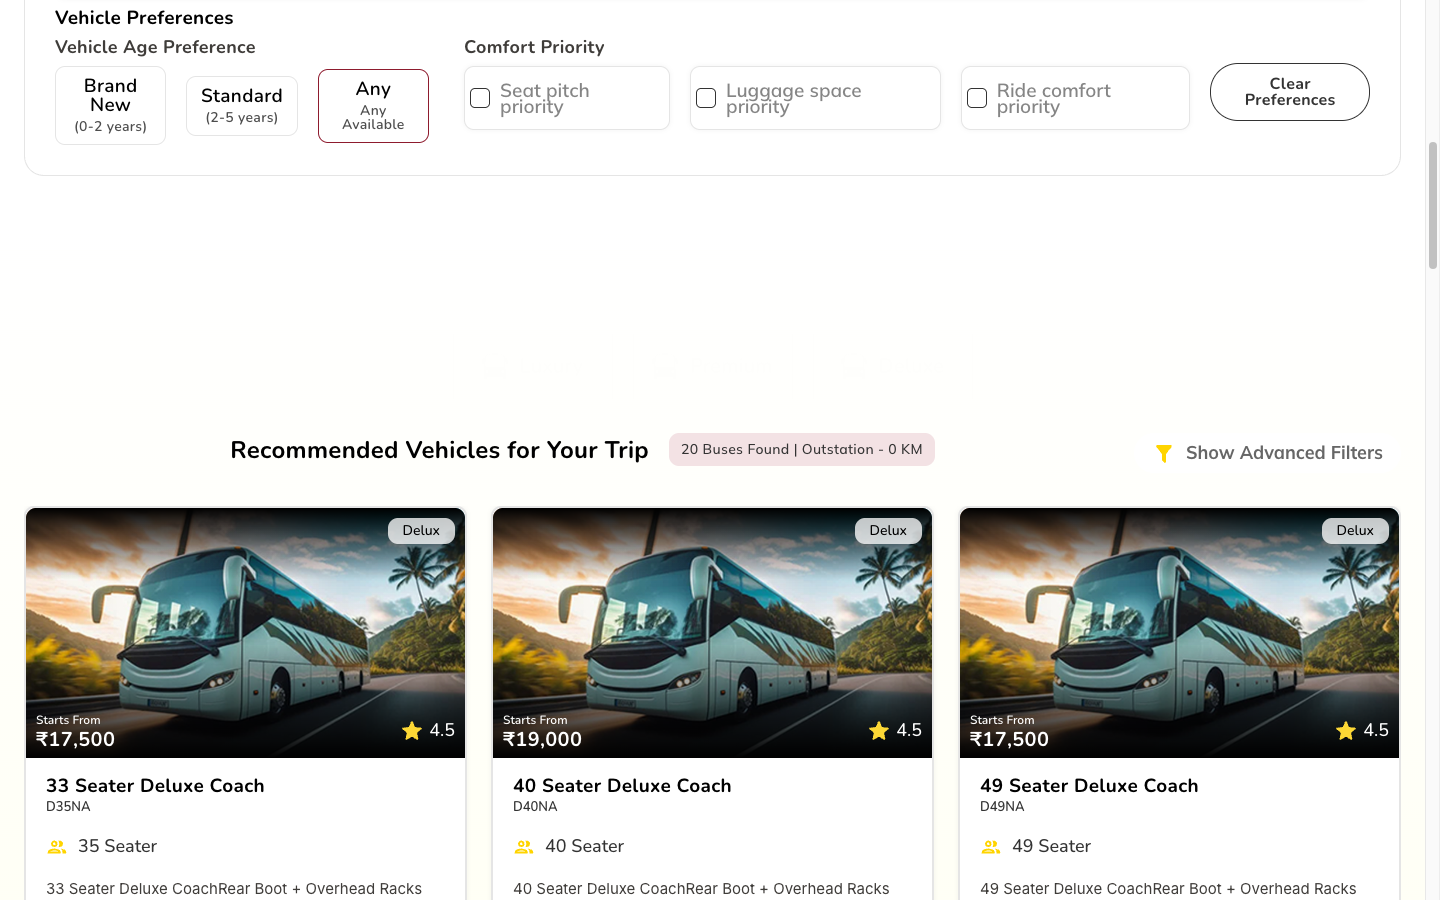 Vehicle Preferences
Vehicle Age Preference
Comfort Priority
Brand
New
(0-2 years)
Standard
(2-5 years)
Any
Any
Available
Seat pitch
priority
Luggage space
priority
Ride comfort
priority
Clear
Preferences
Recommended Vehicles for Your Trip
20 Buses Found | Outstation - 0 KM
Show Advanced Filters
Delux
Starts From
₹17,500
4.5
33 Seater Deluxe Coach
D35NA
35 Seater
33 Seater Deluxe CoachRear Boot + Overhead Racks
Delux
Starts From
₹19,000
4.5
40 Seater Deluxe Coach
D40NA
40 Seater
40 Seater Deluxe CoachRear Boot + Overhead Racks
Delux
Starts From
₹17,500
4.5
49 Seater Deluxe Coach
D49NA
49 Seater
49 Seater Deluxe CoachRear Boot + Overhead Racks